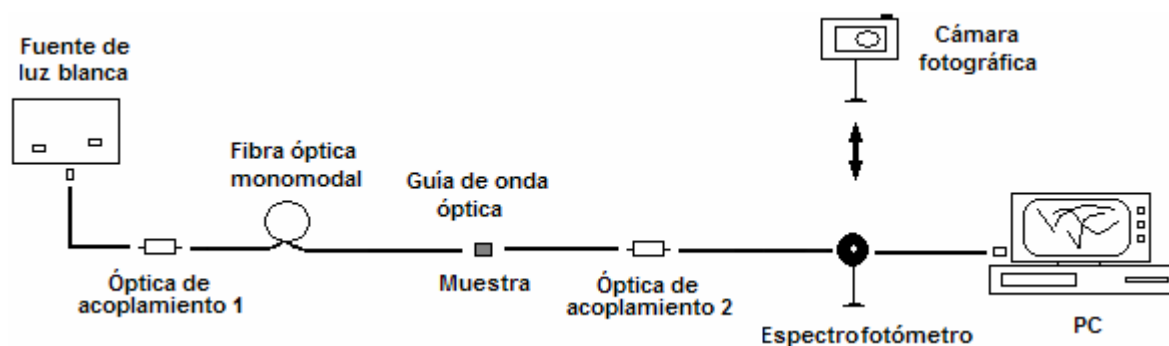 Fuente de
luz blanca
Cámara
fotográfica
Fibra óptica
monomodal
Guía de onda
óptica
Óptica de
acoplamiento 1
Muestra
Óptica de
acoplamiento 2
Espectrofotómetro
PC